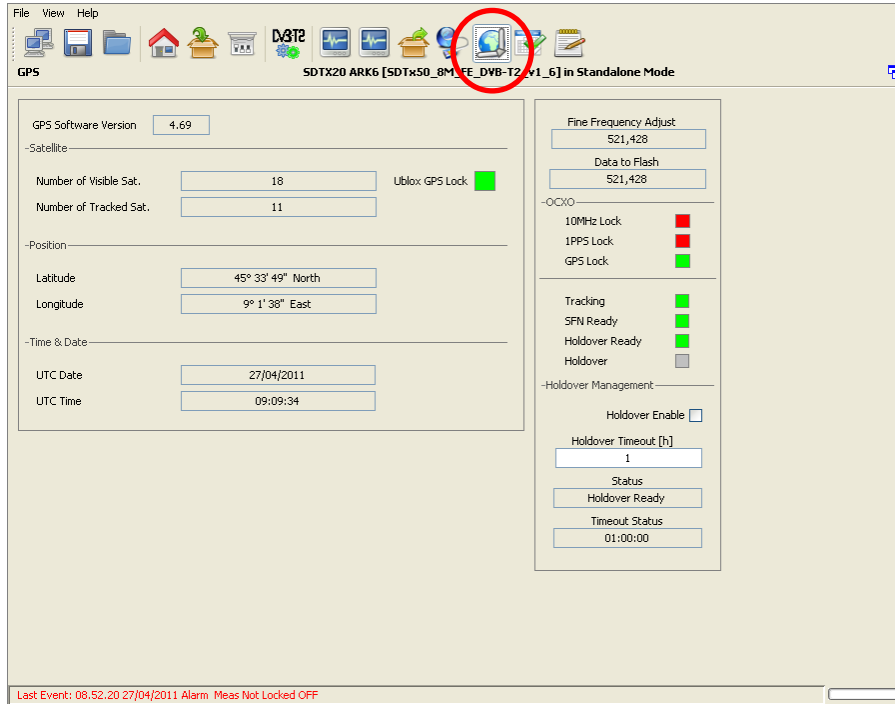 File View Help
DVBT2
GPS
SDTX20 ARK6 [SDTx50_8M_FE_DVB-T2_v1_6] in Standalone Mode
GPS Software Version 4.69
Satellite
Number of Visible Sat. 18 Ublox GPS Lock
Number of Tracked Sat. 11
Position
Latitude 45° 33' 49" North
Longitude 9° 1' 38" East
Time & Date
UTC Date 27/04/2011
UTC Time 09:09:34
Fine Frequency Adjust
521,428
Data to Flash
521,428
OCXO
10MHz Lock
1PPS Lock
GPS Lock
Tracking
SFN Ready
Holdover Ready
Holdover
Holdover Management
Holdover Enable
Holdover Timeout [h]
1
Status
Holdover Ready
Timeout Status
01:00:00
Last Event: 08.52.20 27/04/2011 Alarm Meas Not Locked OFF